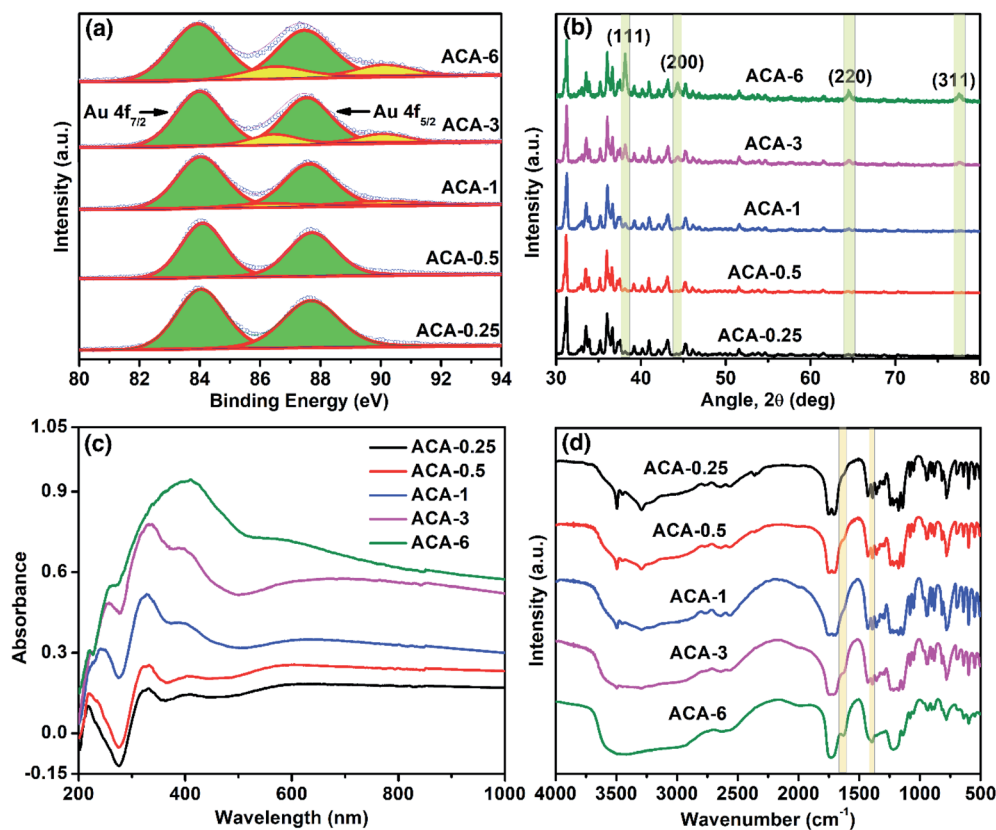 (a)
ACA-6
Au 4f7/2
Au 4f5/2
ACA-3
ACA-1
ACA-0.5
ACA-0.25
Intensity (a.u.)
80 82 84 86 88 90 92 94
Binding Energy (eV)
(b)
(111)
(200)
ACA-6
(220)
(311)
ACA-3
ACA-1
ACA-0.5
ACA-0.25
Intensity (a.u.)
30 40 50 60 70 80
Angle, 2θ (deg)
(c)
ACA-0.25
ACA-0.5
ACA-1
ACA-3
ACA-6
1.05
0.9
0.6
0.3
0.0
-0.15
Absorbance
200 400 600 800 1000
Wavelength (nm)
(d)
ACA-0.25
ACA-0.5
ACA-1
ACA-3
ACA-6
Intensity (a.u.)
4000 3500 3000 2500 2000 1500 1000 500
Wavenumber (cm-1)